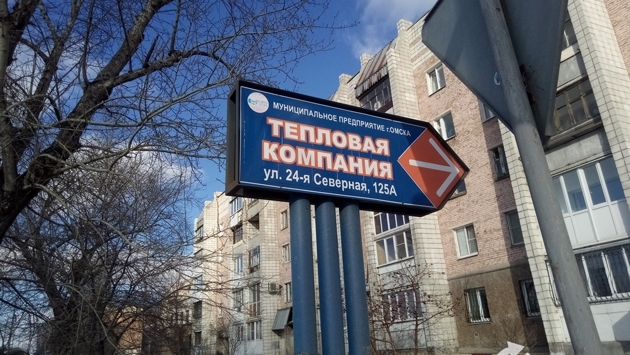 МУНИЦИПАЛЬНОЕ ПРЕДПРИЯТИЕ г.ОМСКА
ТЕПЛОВАЯ
КОМПАНИЯ
ул. 24-я Северная, 125А